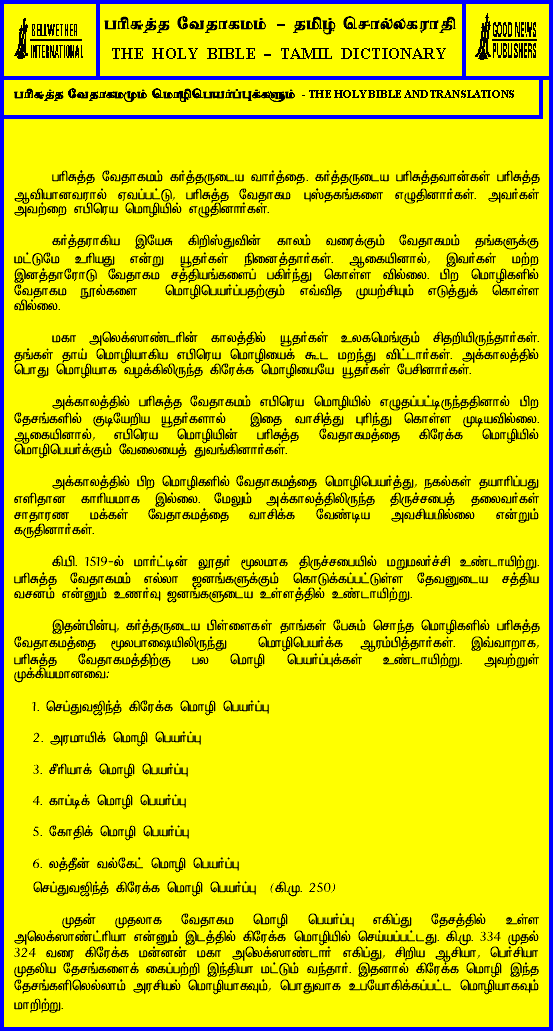 BELLWETHER
INTERNATIONAL
பரிசுத்த வேதாகமம் – தமிழ் சொல்லகராதி
THE HOLY BIBLE – TAMIL DICTIONARY
GOOD NEWS
PUBLISHERS
பரிசுத்த வேதாகமமும் மொழிபெயர்ப்புக்களும் - THE HOLY BIBLE AND TRANSLATIONS
பரிசுத்த வேதாகமம் கர்த்தருடைய வார்த்தை. கர்த்தருடைய பரிசுத்தவான்கள் பரிசுத்த
ஆவியானவரால் ஏவப்பட்டு, பரிசுத்த வேதாகம புஸ்தகங்களை எழுதினார்கள். அவர்கள்
அவற்றை எபிரெய மொழியில் எழுதினார்கள்.
கர்த்தராகிய இயேசு கிறிஸ்துவின் காலம் வரைக்கும் வேதாகமம் தங்களுக்கு
மட்டுமே உரியது என்று யூதர்கள் நினைத்தார்கள். ஆகையினால், இவர்கள் மற்ற
இனத்தாரோடு வேதாகம சத்தியங்களைப் பகிர்ந்து கொள்ள வில்லை. பிற மொழிகளில்
வேதாகம நூல்களை மொழிபெயர்ப்பதற்கும் எவ்வித முயற்சியும் எடுத்துக் கொள்ள
வில்லை.
மகா அலெக்ஸாண்டரின் காலத்தில் யூதர்கள் உலகமெங்கும் சிதறியிருந்தார்கள்.
தங்கள் தாய் மொழியாகிய எபிரெய மொழியைக் கூட மறந்து விட்டார்கள். அக்காலத்தில்
பொது மொழியாக வழக்கிலிருந்த கிரேக்க மொழியையே யூதர்கள் பேசினார்கள்.
அக்காலத்தில் பரிசுத்த வேதாகமம் எபிரெய மொழியில் எழுதப்பட்டிருந்ததினால் பிற
தேசங்களில் குடியேறிய யூதர்களால் இதை வாசித்து புரிந்து கொள்ள முடியவில்லை.
ஆகையினால், எபிரெய மொழியின் பரிசுத்த வேதாகமத்தை கிரேக்க மொழியில்
மொழிபெயர்க்கும் வேலையைத் துவங்கினார்கள்.
அக்காலத்தில் பிற மொழிகளில் வேதாகமத்தை மொழிபெயர்த்து, நகல்கள் தயாரிப்பது
எளிதான காரியமாக இல்லை. மேலும் அக்காலத்திலிருந்த திருச்சபைத் தலைவர்கள்
சாதாரண மக்கள் வேதாகமத்தை வாசிக்க வேண்டிய அவசியமில்லை என்றும்
கருதினார்கள்.
கி.பி. 1519-ல் மார்ட்டின் லூதர் மூலமாக திருச்சபையில் மறுமலர்ச்சி உண்டாயிற்று.
பரிசுத்த வேதாகமம் எல்லா ஜனங்களுக்கும் கொடுக்கப்பட்டுள்ள தேவனுடைய சத்திய
வசனம் என்னும் உணர்வு ஜனங்களுடைய உள்ளத்தில் உண்டாயிற்று.
இதன்பின்பு, கர்த்தருடைய பிள்ளைகள் தாங்கள் பேசும் சொந்த மொழிகளில் பரிசுத்த
வேதாகமத்தை மூலபாஷையிலிருந்து மொழிபெயர்க்க ஆரம்பித்தார்கள். இவ்வாறாக,
பரிசுத்த வேதாகமத்திற்கு பல மொழி பெயர்ப்புக்கள் உண்டாயிற்று. அவற்றுள்
முக்கியமானவை:
1. செப்துவஜிந்த் கிரேக்க மொழி பெயர்ப்பு
2. அரமாயிக் மொழி பெயர்ப்பு
3. சீரியாக் மொழி பெயர்ப்பு
4. காப்டிக் மொழி பெயர்ப்பு
5. கோதிக் மொழி பெயர்ப்பு
6. லத்தீன் வல்கேட் மொழி பெயர்ப்பு
செப்துவஜிந்த் கிரேக்க மொழி பெயர்ப்பு (கி.மு. 250)
முதன் முதலாக வேதாகம மொழி பெயர்ப்பு எகிப்து தேசத்தில் உள்ள
அலெக்ஸாண்ட்ரியா என்னும் இடத்தில் கிரேக்க மொழியில் செய்யப்பட்டது. கி.மு. 334 முதல்
324 வரை கிரேக்க மன்னன் மகா அலெக்ஸாண்டார் எகிப்து, சிறிய ஆசியா, பெர்சியா
முதலிய தேசங்களைக் கைப்பற்றி இந்தியா மட்டும் வந்தார். இதனால் கிரேக்க மொழி இந்த
தேசங்களிலெல்லாம் அரசியல் மொழியாகவும், பொதுவாக உபயோகிக்கப்பட்ட மொழியாகவும்
மாறிற்று.